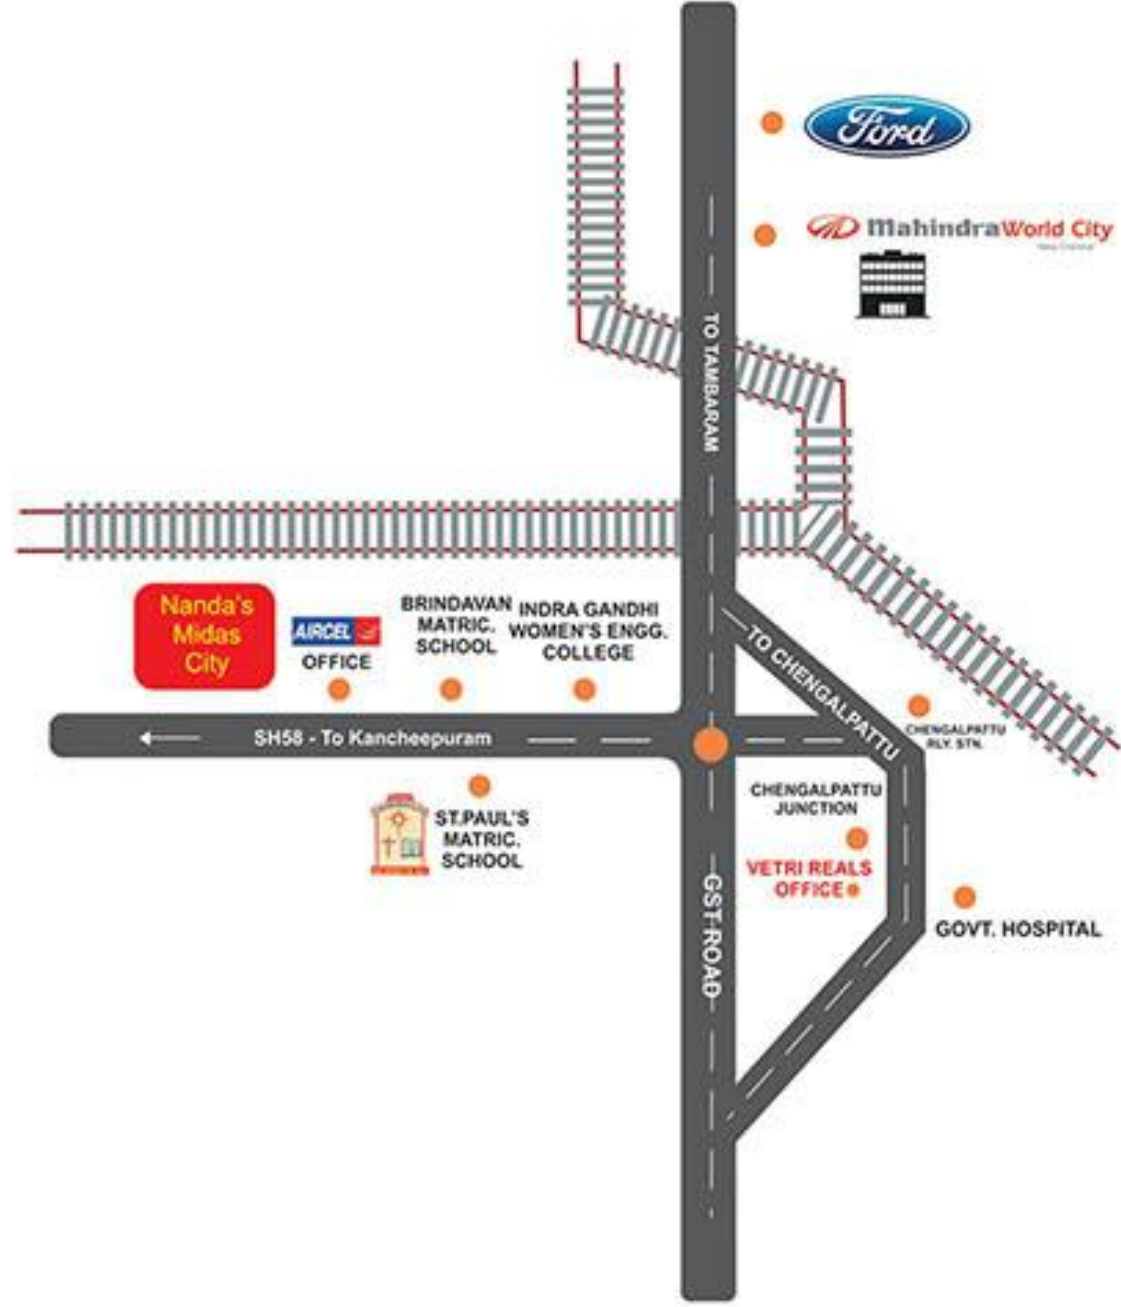 Ford
Mahindra World City
TO TAMBARAM
Nanda's
Midas
City
AIRCEL
OFFICE
BRINDAVAN
MATRIC.
SCHOOL
INDRA GANDHI
WOMEN'S ENGG.
COLLEGE
TO CHENGALPATTU
CHENGALPATTU
RLY. STN.
SH58 - To Kancheepuram
ST.PAUL'S
MATRIC.
SCHOOL
CHENGALPATTU
JUNCTION
VETRI REALS
OFFICE
GST ROAD
GOVT. HOSPITAL